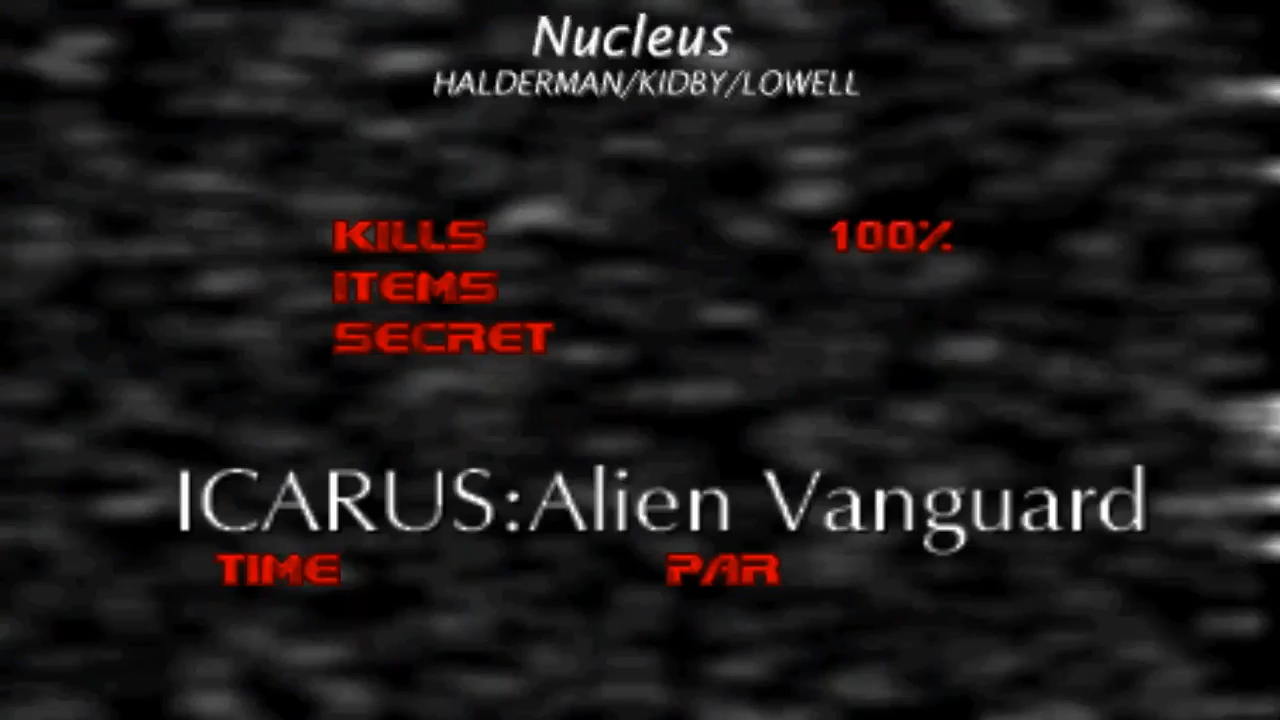 Nucleus
HALDERMAN/KIDBY/LOWELL
KILLS 100%
ITEMS
SECRET
ICARUS:Alien Vanguard
TIME PAR